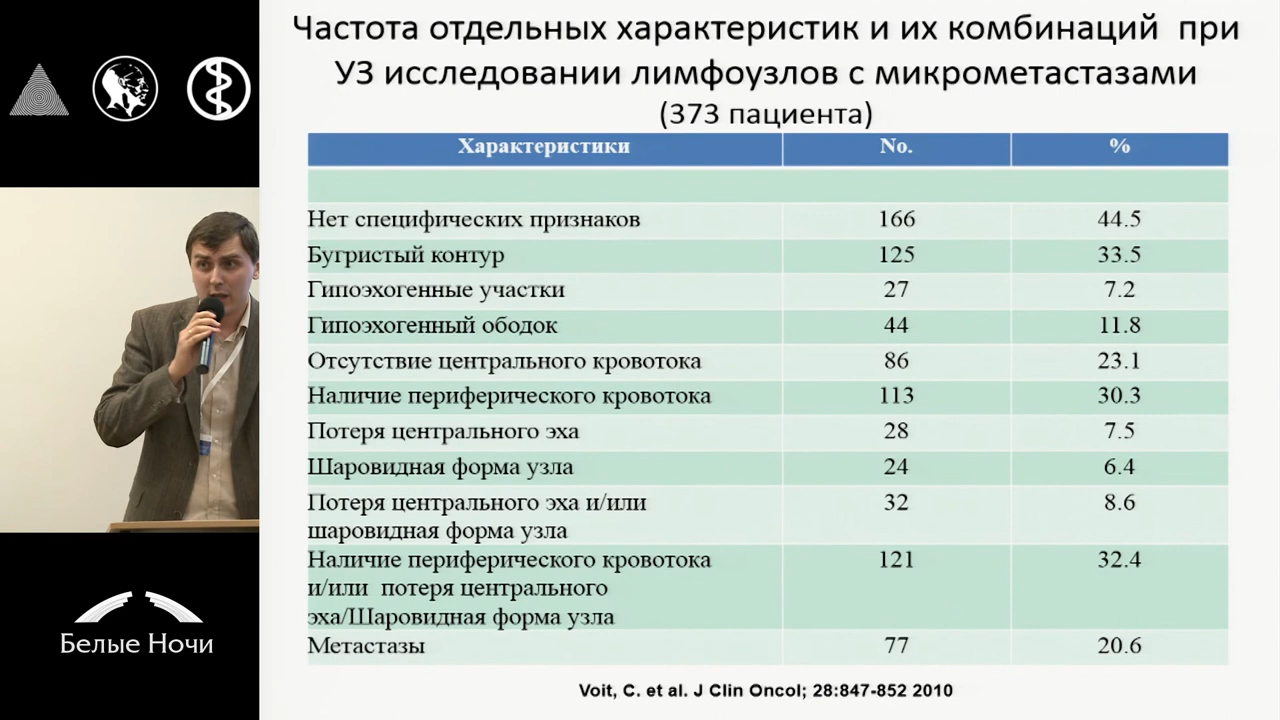 Частота отдельных характеристик и их комбинаций при
УЗ исследовании лимфоузлов с микрометастазами
(373 пациента)
Характеристики No. %
Нет специфических признаков 166 44.5
Бугристый контур 125 33.5
Гипоэхогенные участки 27 7.2
Гипоэхогенный ободок 44 11.8
Отсутствие центрального кровотока 86 23.1
Наличие периферического кровотока 113 30.3
Потеря центрального эха 28 7.5
Шаровидная форма узла 24 6.4
Потеря центрального эха и/или 32 8.6
шаровидная форма узла
Наличие периферического кровотока 121 32.4
и/или потеря центрального
эха/Шаровидная форма узла
Метастазы 77 20.6
Voit, C. et al. J Clin Oncol; 28:847-852 2010
Белые Ночи